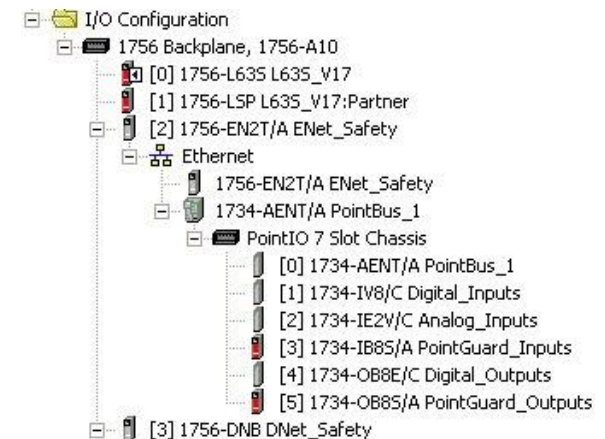 I/O Configuration
1756 Backplane, 1756-A10
[0] 1756-L63S L63S_V17
[1] 1756-LSP L63S_V17:Partner
[2] 1756-EN2T/A ENet_Safety
Ethernet
1756-EN2T/A ENet_Safety
1734-AENT/A PointBus_1
PointIO 7 Slot Chassis
[0] 1734-AENT/A PointBus_1
[1] 1734-IV8/C Digital_Inputs
[2] 1734-IE2V/C Analog_Inputs
[3] 1734-IB8S/A PointGuard_Inputs
[4] 1734-OB8E/C Digital_Outputs
[5] 1734-OB8S/A PointGuard_Outputs
[3] 1756-DNB DNet_Safety